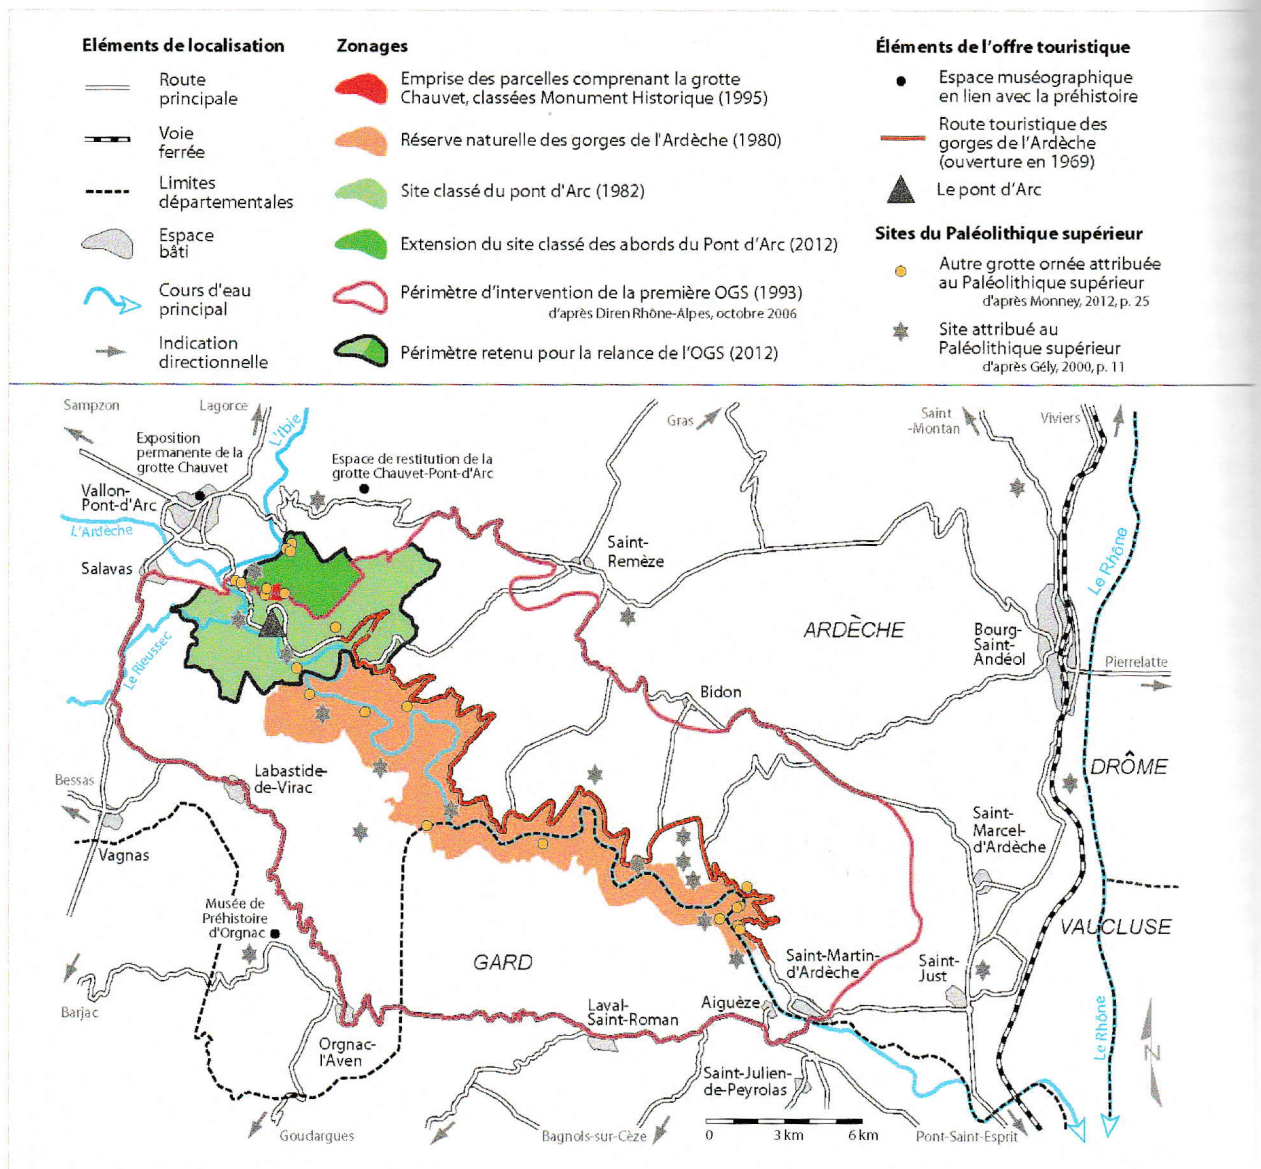 Eléments de localisation
Route
principale
Voie
ferrée
Limites
départementales
Espace
bâti
Cours d'eau
principal
Indication
directionnelle
Zonages
Emprise des parcelles comprenant la grotte
Chauvet, classées Monument Historique (1995)
Réserve naturelle des gorges de l'Ardèche (1980)
Site classé du pont d'Arc (1982)
Extension du site classé des abords du Pont d'Arc (2012)
Périmètre d'intervention de la première OGS (1993)
d'après Diren Rhône-Alpes, octobre 2006
Périmètre retenu pour la relance de l'OGS (2012)
Éléments de l'offre touristique
Espace muséographique
en lien avec la préhistoire
Route touristique des
gorges de l'Ardèche
(ouverture en 1969)
Le pont d'Arc
Sites du Paléolithique supérieur
Autre grotte ornée attribuée
au Paléolithique supérieur
d'après Monney, 2012, p. 25
Site attribué au
Paléolithique supérieur
d'après Gély, 2000, p. 11
Sampzon
Lagorce
L'Ibie
Gras
Saint
-Montan
Viviers
Exposition
permanente de la
grotte Chauvet
Espace de restitution de la
grotte Chauvet-Pont-d'Arc
Vallon-
Pont-d'Arc
L'Ardèche
Salavas
Saint-
Remèze
Le Rhône
ARDÈCHE
Bourg-
Saint-
Andéol
Pierrelatte
Le Rieussec
Bidon
Bessas
Labastide-
de-Virac
DRÔME
Vagnas
Saint-
Marcel-
d'Ardèche
Musée de
Préhistoire
d'Orgnac
VAUCLUSE
GARD
Saint-Martin-
d'Ardèche
Saint-
Just
Barjac
Laval-
Saint-Roman
Aiguèze
Orgnac-
l'Aven
Le Rhône
N
Saint-Julien-
de-Peyrolas
Goudargues
Bagnols-sur-Cèze
0 3 km 6 km
Pont-Saint-Esprit